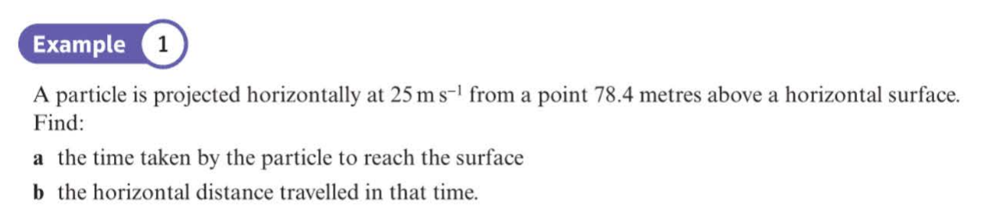 Example 1
A particle is projected horizontally at 25 m s⁻¹ from a point 78.4 metres above a horizontal surface.
Find:
a the time taken by the particle to reach the surface
b the horizontal distance travelled in that time.